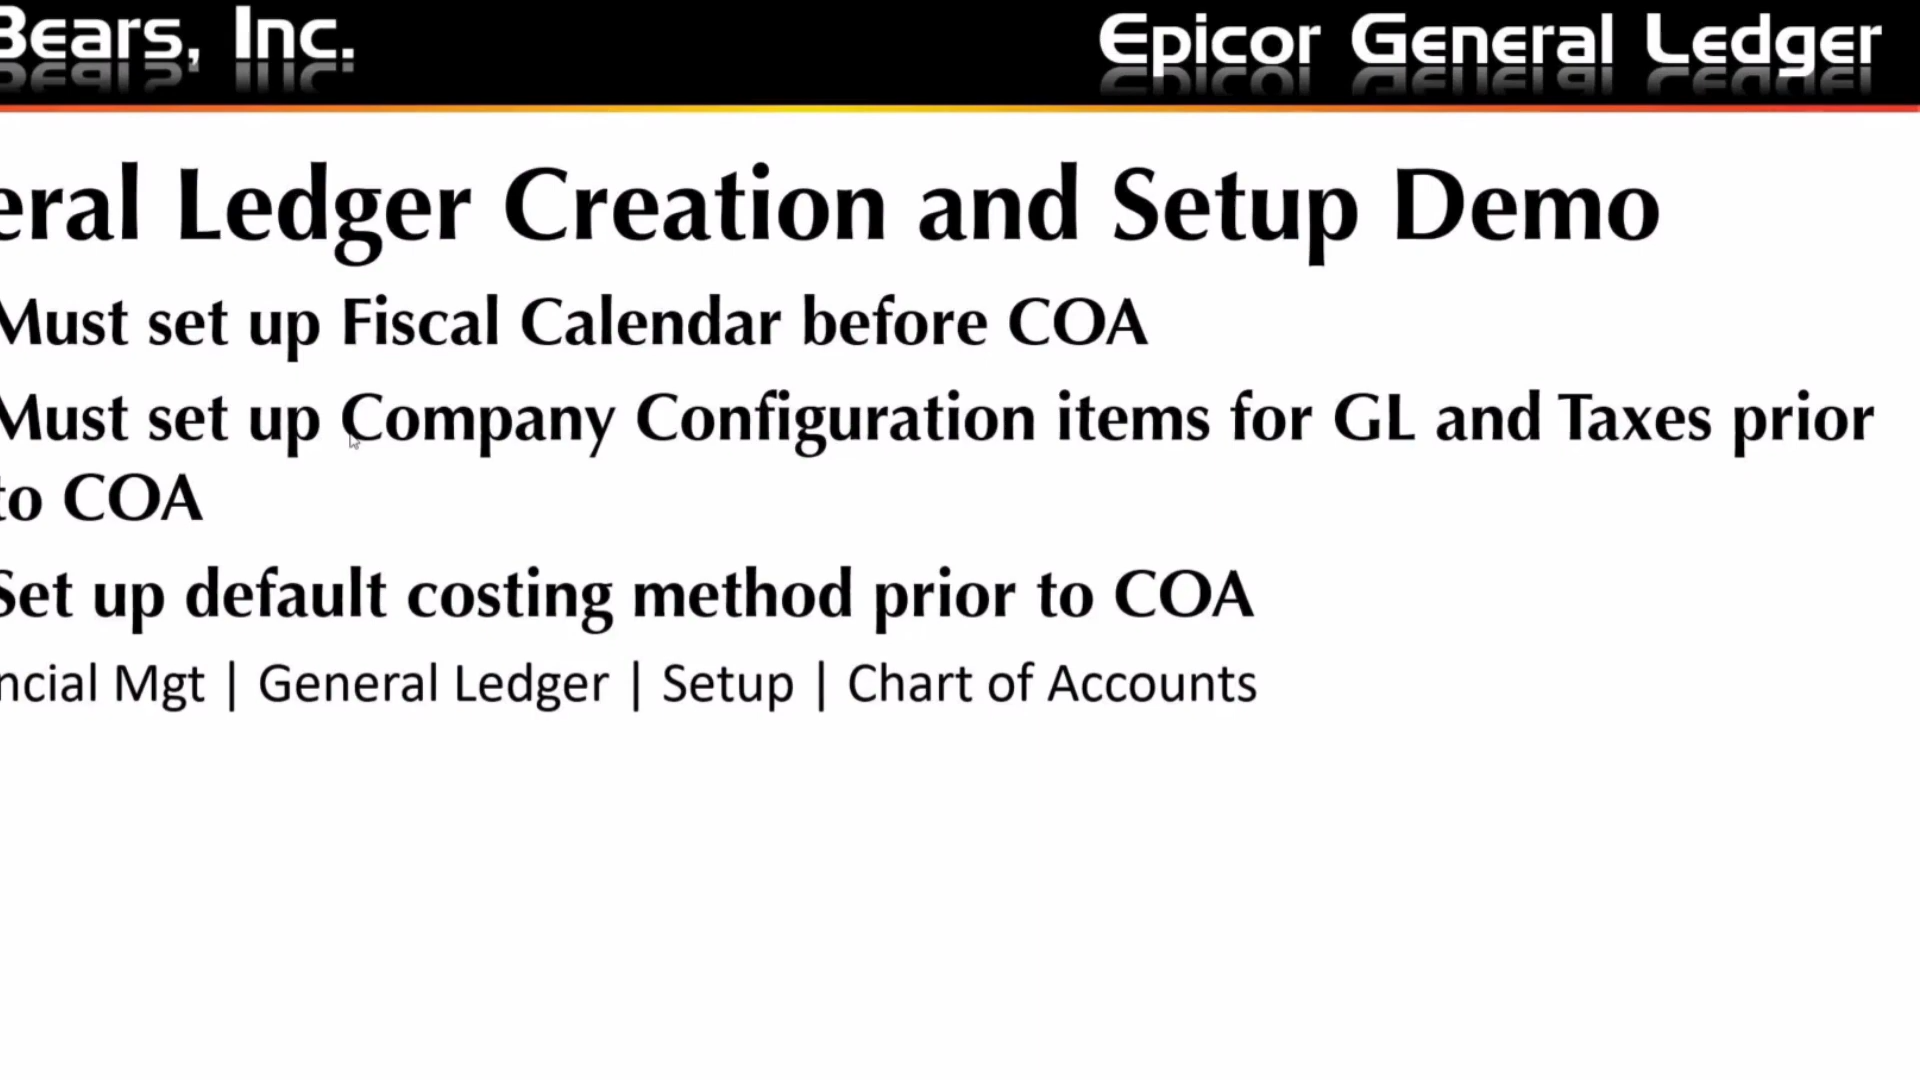 Bears, Inc.
Epicor General Ledger
eral Ledger Creation and Setup Demo
Must set up Fiscal Calendar before COA
Must set up Company Configuration items for GL and Taxes prior
to COA
Set up default costing method prior to COA
ncial Mgt | General Ledger | Setup | Chart of Accounts